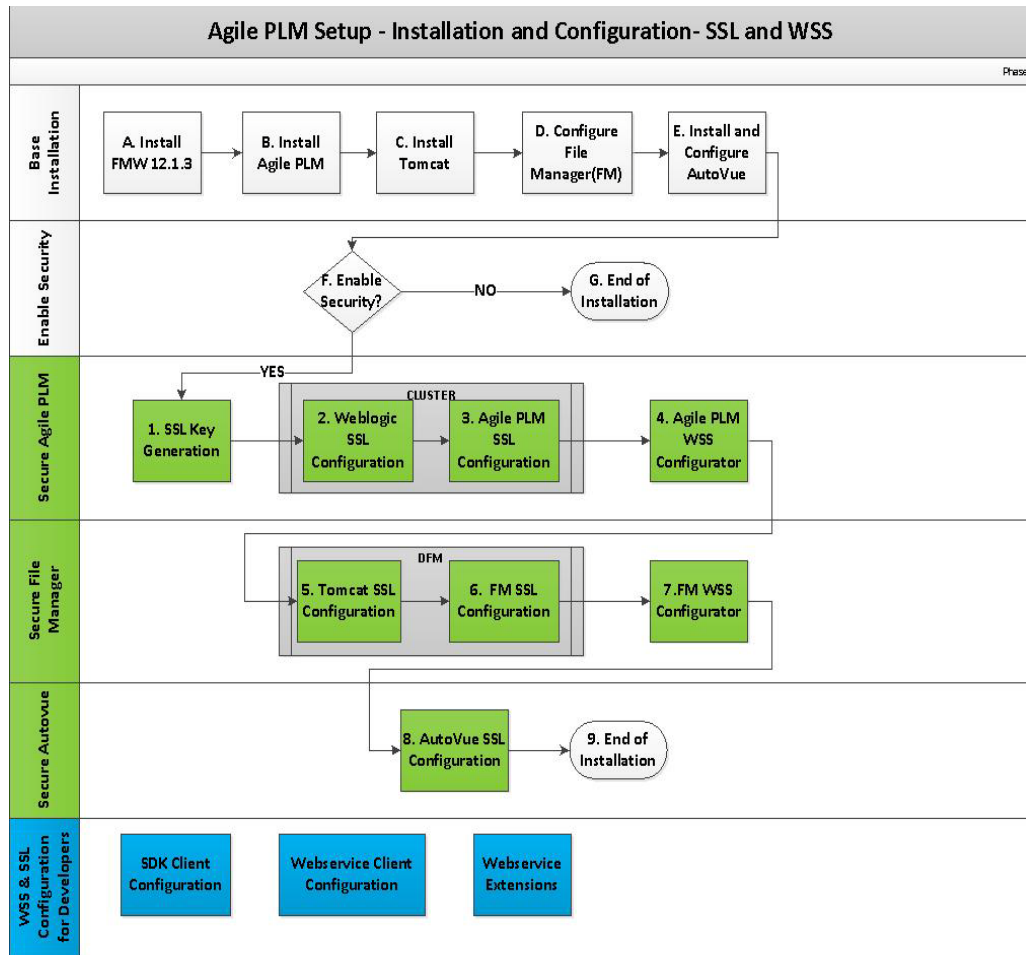 Agile PLM Setup - Installation and Configuration- SSL and WSS
Phase
Base
Installation
A. Install
FMW 12.1.3
B. Install
Agile PLM
C. Install
Tomcat
D. Configure
File
Manager(FM)
E. Install and
Configure
AutoVue
Enable Security
F. Enable
Security?
NO
G. End of
Installation
YES
Secure Agile PLM
CLUSTER
1. SSL Key
Generation
2. Weblogic
SSL
Configuration
3. Agile PLM
SSL
Configuration
4. Agile PLM
WSS
Configurator
Secure File
Manager
DFM
5. Tomcat SSL
Configuration
6. FM SSL
Configuration
7.FM WSS
Configurator
Secure Autovue
8. AutoVue SSL
Configuration
9. End of
Installation
WSS & SSL
Configuration
for Developers
SDK Client
Configuration
Webservice Client
Configuration
Webservice
Extensions